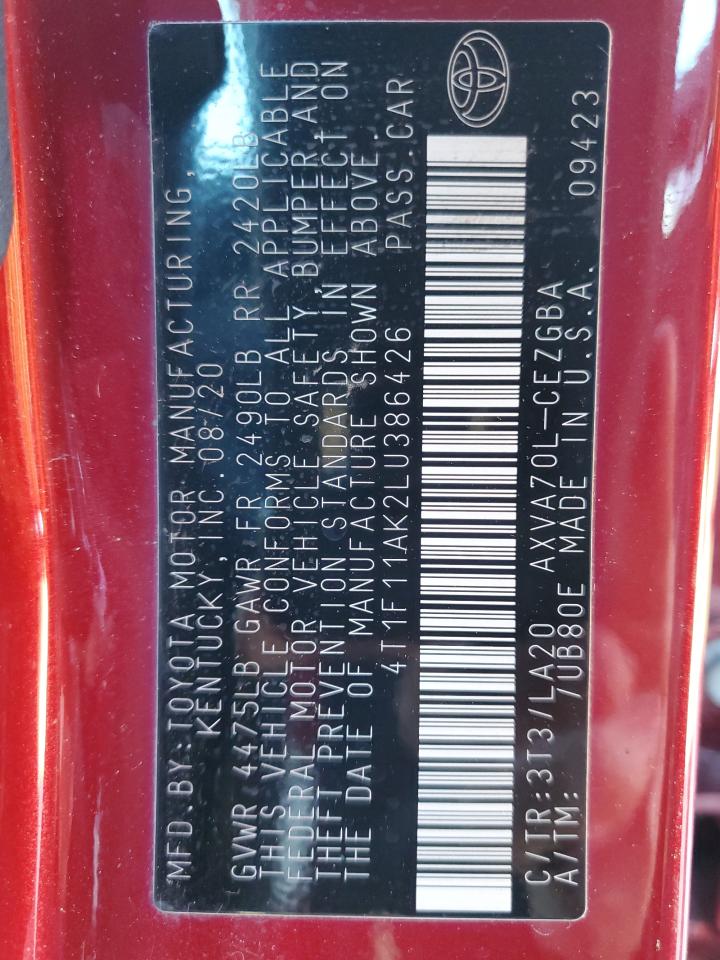 MFD.BY:TOYOTA MOTOR MANUFACTURING,
KENTUCKY, INC.08/20
GVWR 4475LB GAWR FR 2490LB RR 2420LB
THIS VEHICLE CONFORMS TO ALL APPLICABLE
FEDERAL MOTOR VEHICLE SAFETY, BUMPER, AND
THEFT PREVENTION STANDARDS IN EFFECT ON
THE DATE OF MANUFACTURE SHOWN ABOVE.
4T1F11AK2LU386426 PASS.CAR
C/TR:3T3/LA20 AXVA70L-CEZGBA 09423
A/TM: /UB80E MADE IN U.S.A.